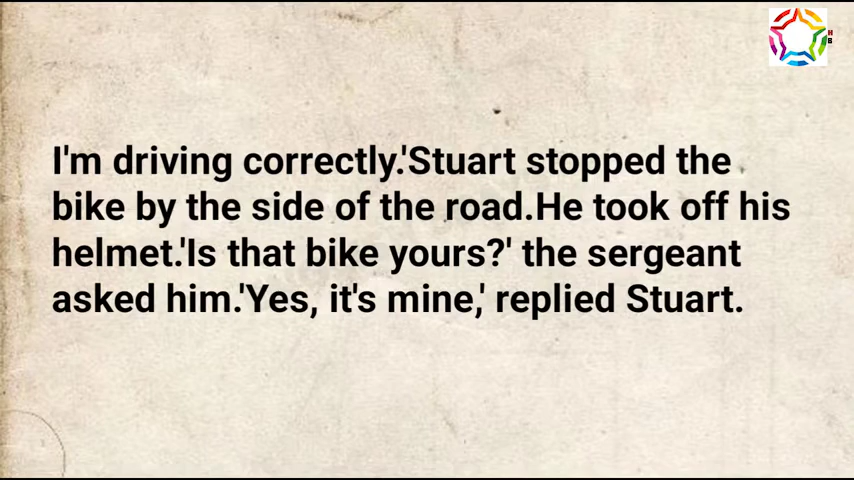 I'm driving correctly.'Stuart stopped the
bike by the side of the road.He took off his
helmet.'Is that bike yours?' the sergeant
asked him.'Yes, it's mine,' replied Stuart.
H
B